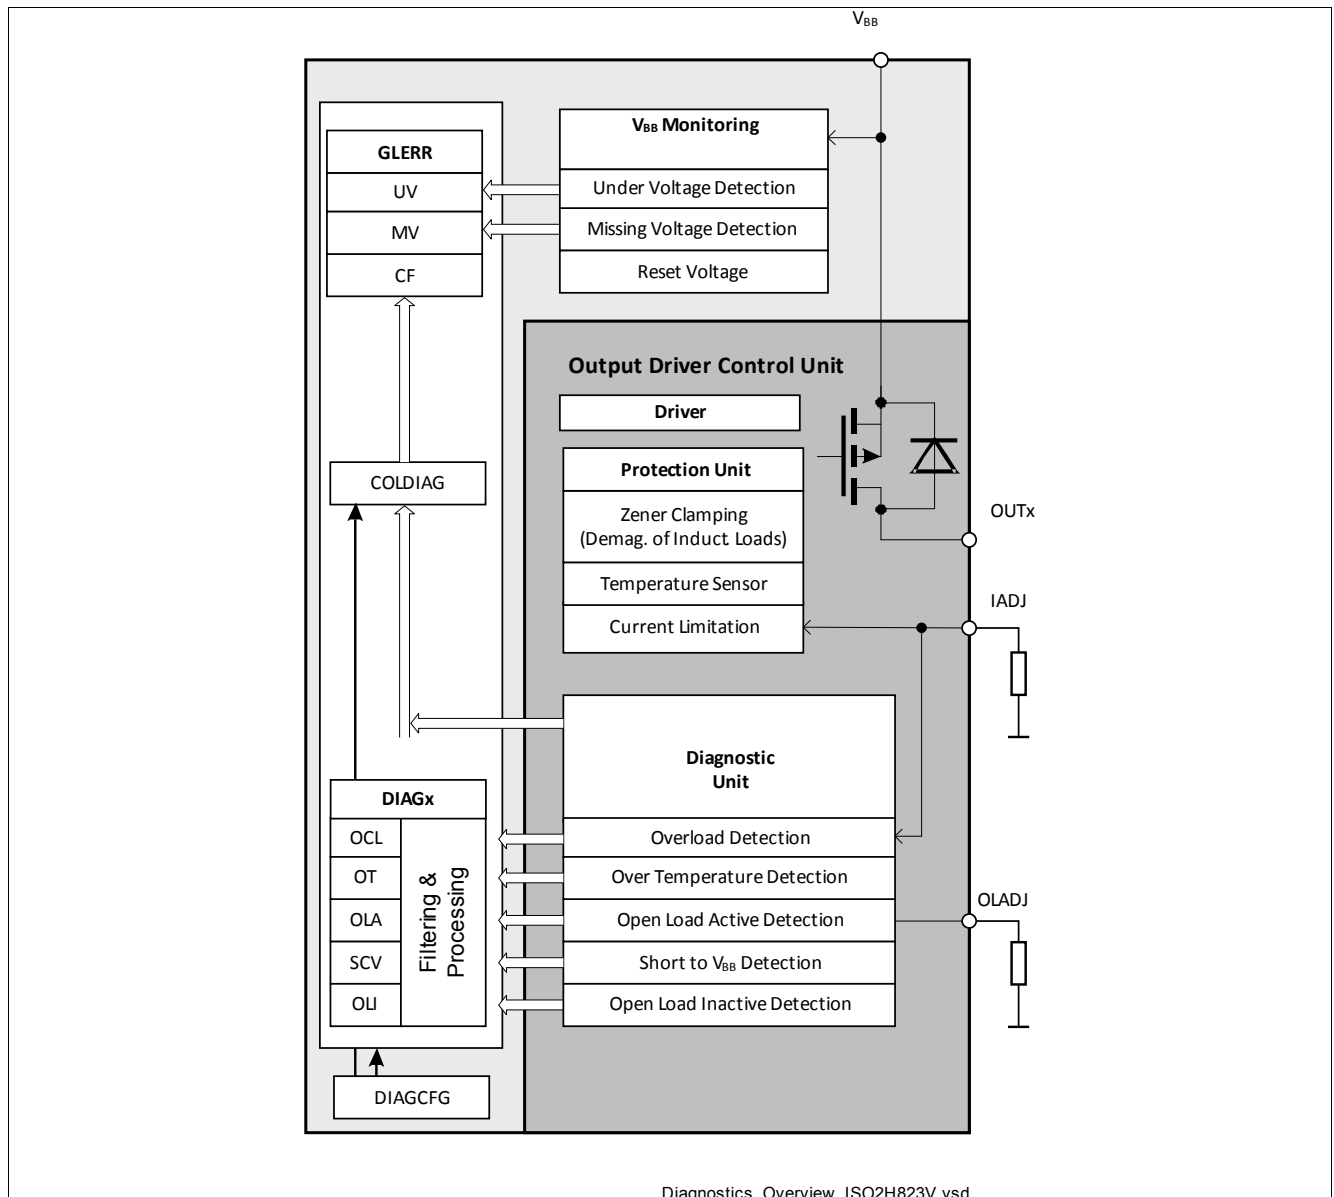 VBB
VBB Monitoring
GLERR
UV
Under Voltage Detection
MV
Missing Voltage Detection
CF
Reset Voltage
Output Driver Control Unit
Driver
Protection Unit
COLDIAG
Zener Clamping
(Demag. of Induct. Loads)
OUTx
Temperature Sensor
IADJ
Current Limitation
Diagnostic
Unit
DIAGx
OCL
Overload Detection
OT
Over Temperature Detection
Filtering &
Processing
OLADJ
OLA
Open Load Active Detection
SCV
Short to VBB Detection
OLI
Open Load Inactive Detection
DIAGCFG
Diagnostics_Overview_ISO2H823V.vsd